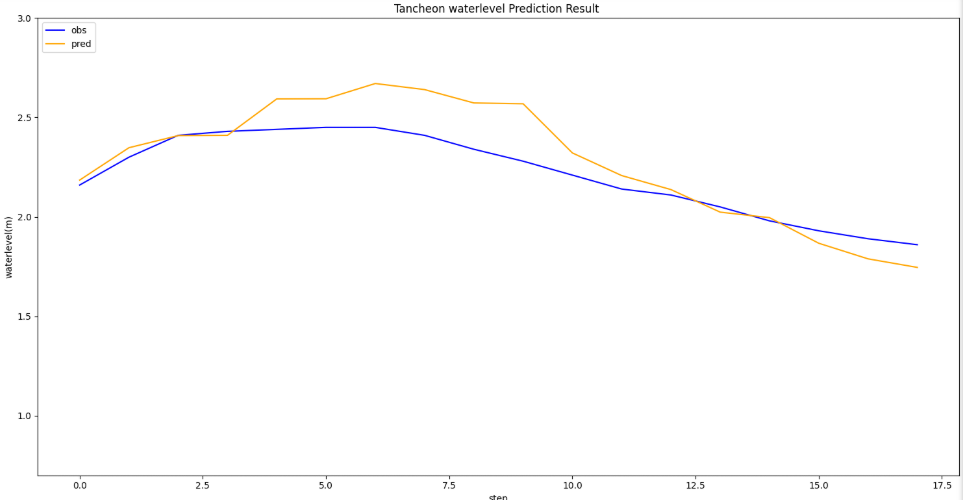 Tancheon waterlevel Prediction Result
obs
pred
3.0
2.5
2.0
1.5
1.0
waterlevel(m)
0.0 2.5 5.0 7.5 10.0 12.5 15.0 17.5
step